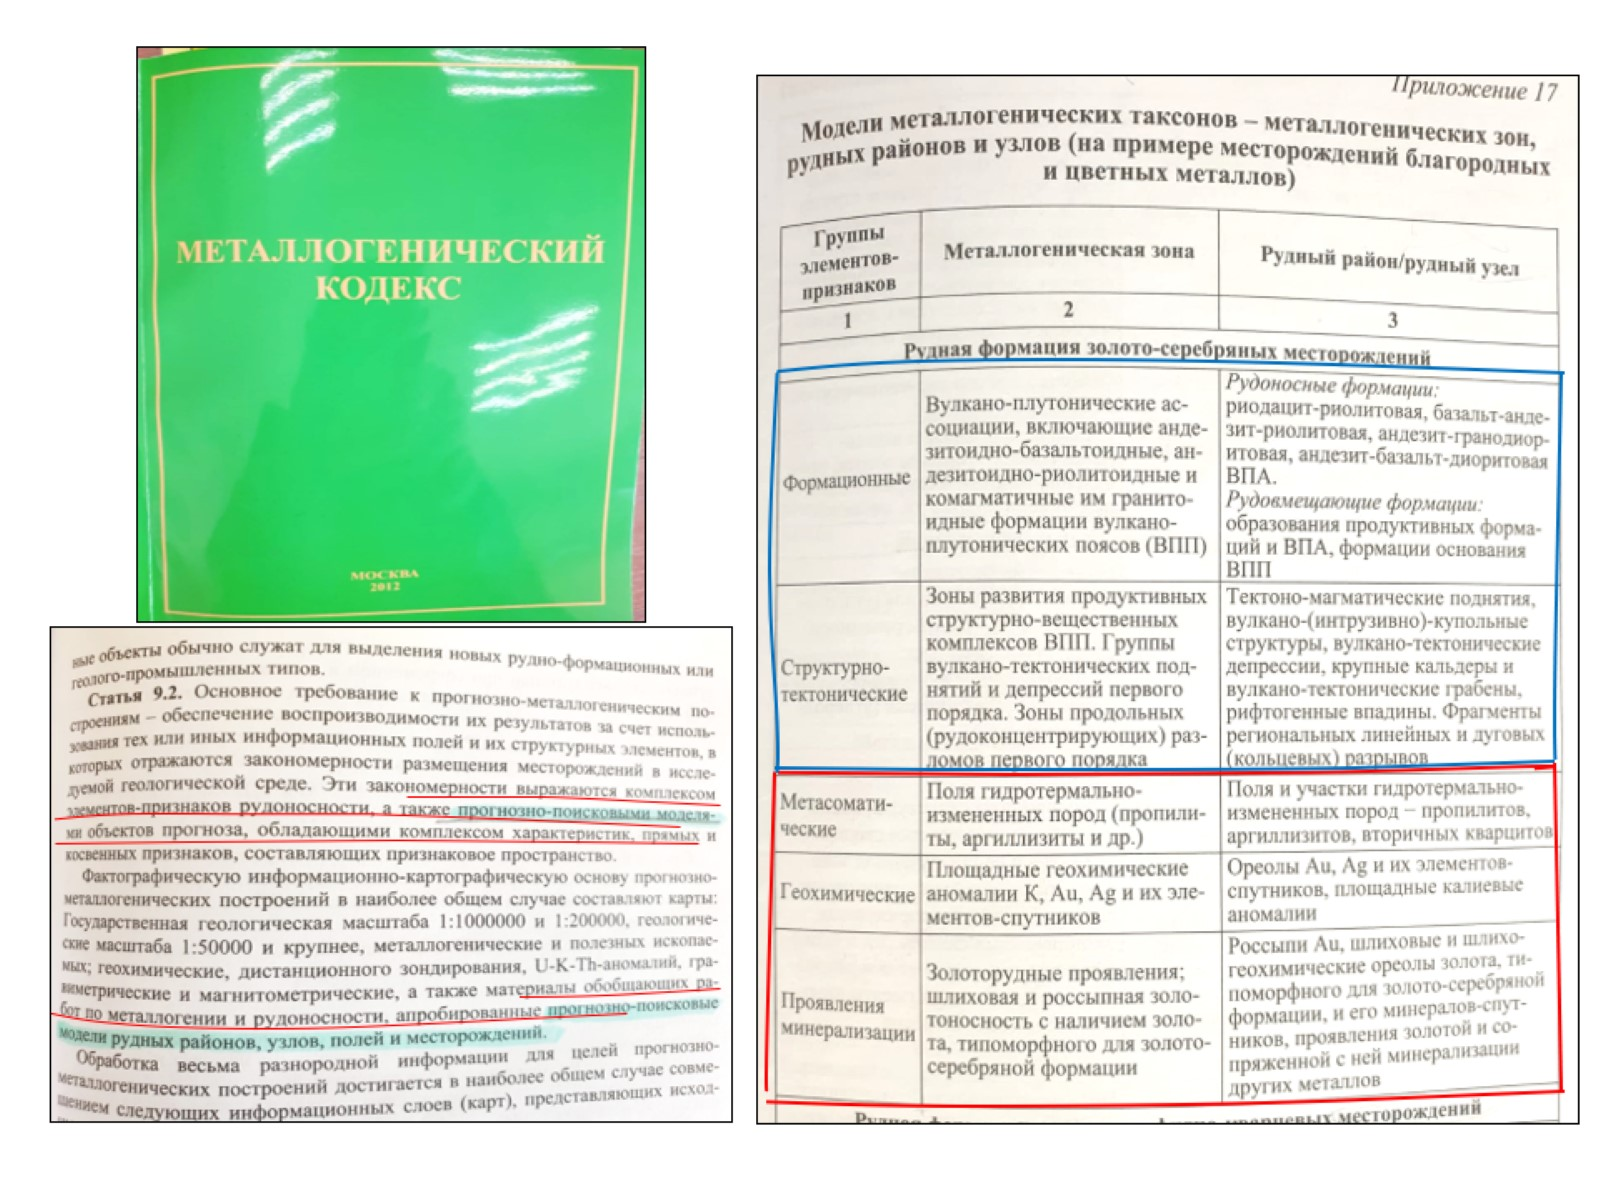 МЕТАЛЛОГЕНИЧЕСКИЙ
КОДЕКС
МОСКВА
2012
ные объекты обычно служат для выделения новых рудно-формационных или
геолого-промышленных типов.
Статья 9.2. Основное требование к прогнозно-металлогеническим по-
строениям – обеспечение воспроизводимости их результатов за счет исполь-
зования тех или иных информационных полей и их структурных элементов, в
которых отражаются закономерности размещения месторождений в иссле-
дуемой геологической среде. Эти закономерности выражаются комплексом
элементов-признаков рудоносности, а также прогнозно-поисковыми моделя-
ми объектов прогноза, обладающими комплексом характеристик, прямых и
косвенных признаков, составляющих признаковое пространство.
Фактографическую информационно-картографическую основу прогнозно-
металлогенических построений в наиболее общем случае составляют карты:
Государственная геологическая масштаба 1:1000000 и 1:200000, геологиче-
ские масштаба 1:50000 и крупнее, металлогенические и полезных ископае-
мых; геохимические, дистанционного зондирования, U-K-Th-аномалий, гра-
виметрические и магнитометрические, а также материалы обобщающих ра-
бот по металлогении и рудоносности, апробированные прогнозно-поисковые
модели рудных районов, узлов, полей и месторождений.
Обработка весьма разнородной информации для целей прогнозно-
металлогенических построений достигается в наиболее общем случае совме-
щением следующих информационных слоев (карт), представляющих исход-
Приложение 17
Модели металлогенических таксонов – металлогенических зон,
рудных районов и узлов (на примере месторождений благородных
и цветных металлов)
Группы
элементов-
признаков
Металлогеническая зона
Рудный район/рудный узел
1
2
3
Рудная формация золото-серебряных месторождений
Формационные
Вулкано-плутонические ас-
социации, включающие анде-
зитоидно-базальтоидные, ан-
дезитоидно-риолитоидные и
комагматичные им гранито-
идные формации вулкано-
плутонических поясов (ВПП)
Рудоносные формации:
риодацит-риолитовая, базальт-анде-
зит-риолитовая, андезит-гранодиор-
итовая, андезит-базальт-диоритовая
ВПА.
Рудовмещающие формации:
образования продуктивных форма-
ций и ВПА, формации основания
ВПП
Структурно-
тектонические
Зоны развития продуктивных
структурно-вещественных
комплексов ВПП. Группы
вулкано-тектонических под-
нятий и депрессий первого
порядка. Зоны продольных
(рудоконцентрирующих) раз-
ломов первого порядка
Тектоно-магматические поднятия,
вулкано-(интрузивно)-купольные
структуры, вулкано-тектонические
депрессии, крупные кальдеры и
вулкано-тектонические грабены,
рифтогенные впадины. Фрагменты
региональных линейных и дуговых
(кольцевых) разрывов
Метасомати-
ческие
Поля гидротермально-
измененных пород (пропили-
ты, аргиллизиты и др.)
Поля и участки гидротермально-
измененных пород – пропилитов,
аргиллизитов, вторичных кварцитов
Геохимические
Площадные геохимические
аномалии K, Au, Ag и их эле-
ментов-спутников
Ореолы Au, Ag и их элементов-
спутников, площадные калиевые
аномалии
Проявления
минерализации
Золоторудные проявления;
шлиховая и россыпная золо-
тоносность с наличием золо-
та, типоморфного для золото-
серебряной формации
Россыпи Au, шлиховые и шлихо-
геохимические ореолы золота, ти-
поморфного для золото-серебряной
формации, и его минералов-спут-
ников, проявления золотой и со-
пряженной с ней минерализации
других металлов
месторождений